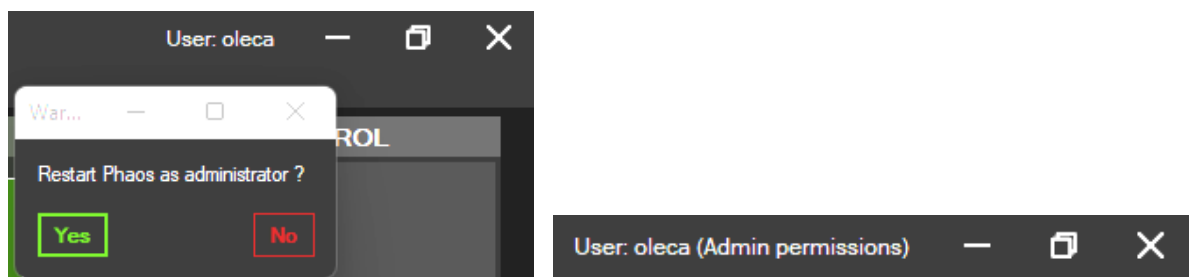 User: oleca
War...
ROL
Restart Phaos as administrator ?
Yes No
User: oleca (Admin permissions)